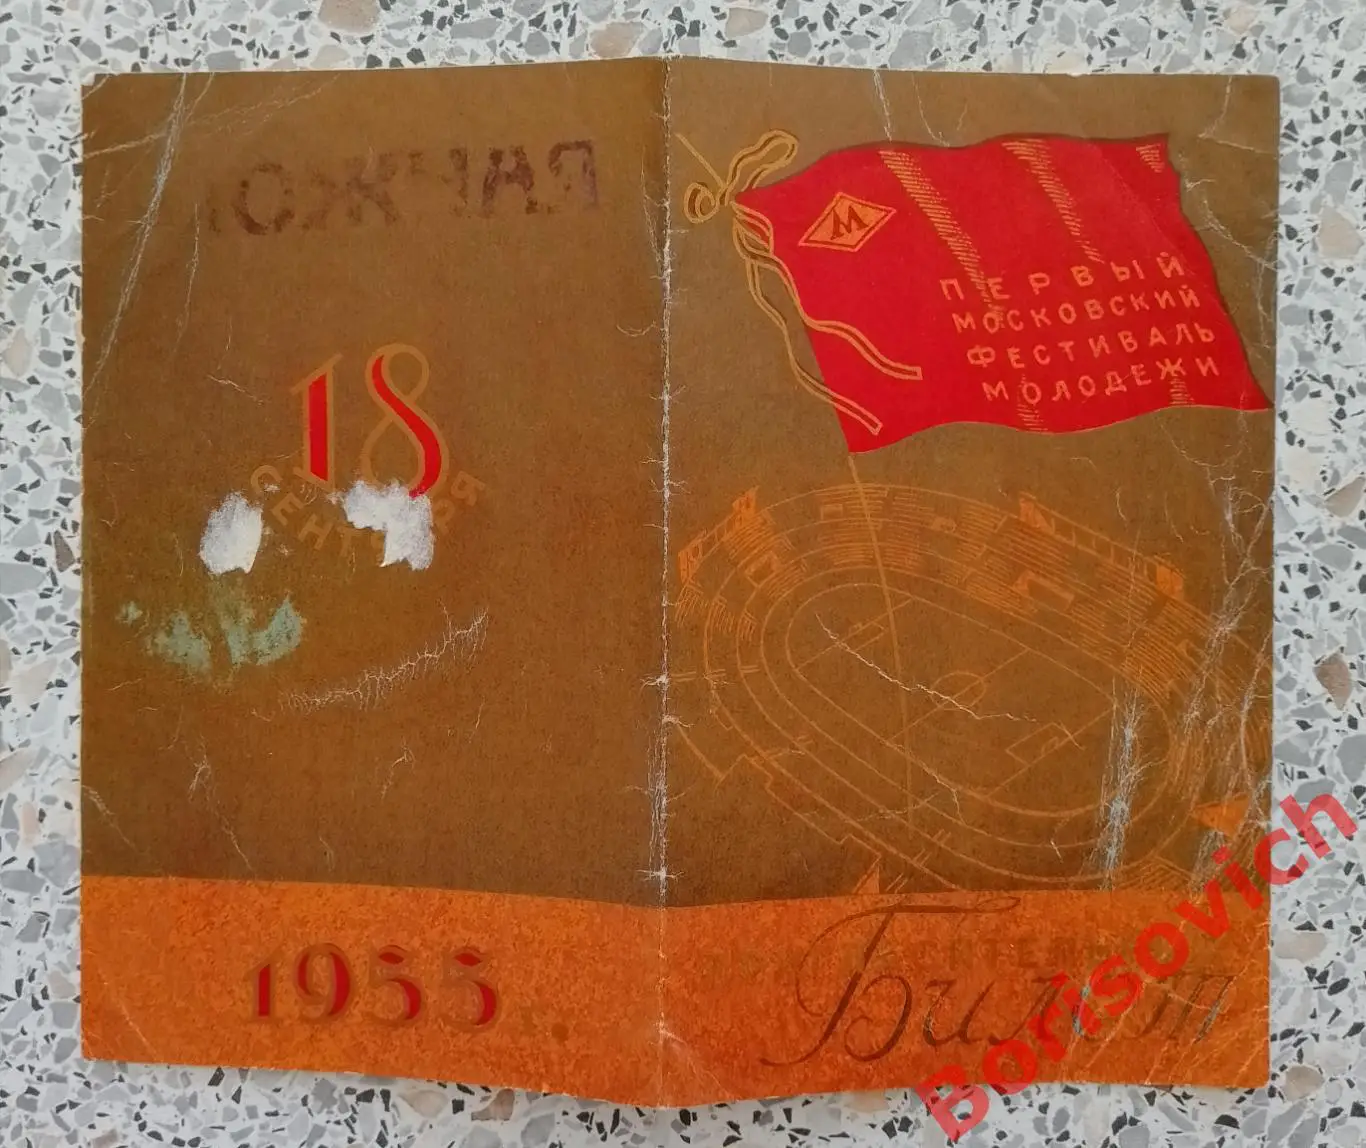 ЮЖНАЯ
18
СЕНТЯБРЯ
1955 г.
М
ПЕРВЫЙ
МОСКОВСКИЙ
ФЕСТИВАЛЬ
МОЛОДЕЖИ
Билет
Borisovich